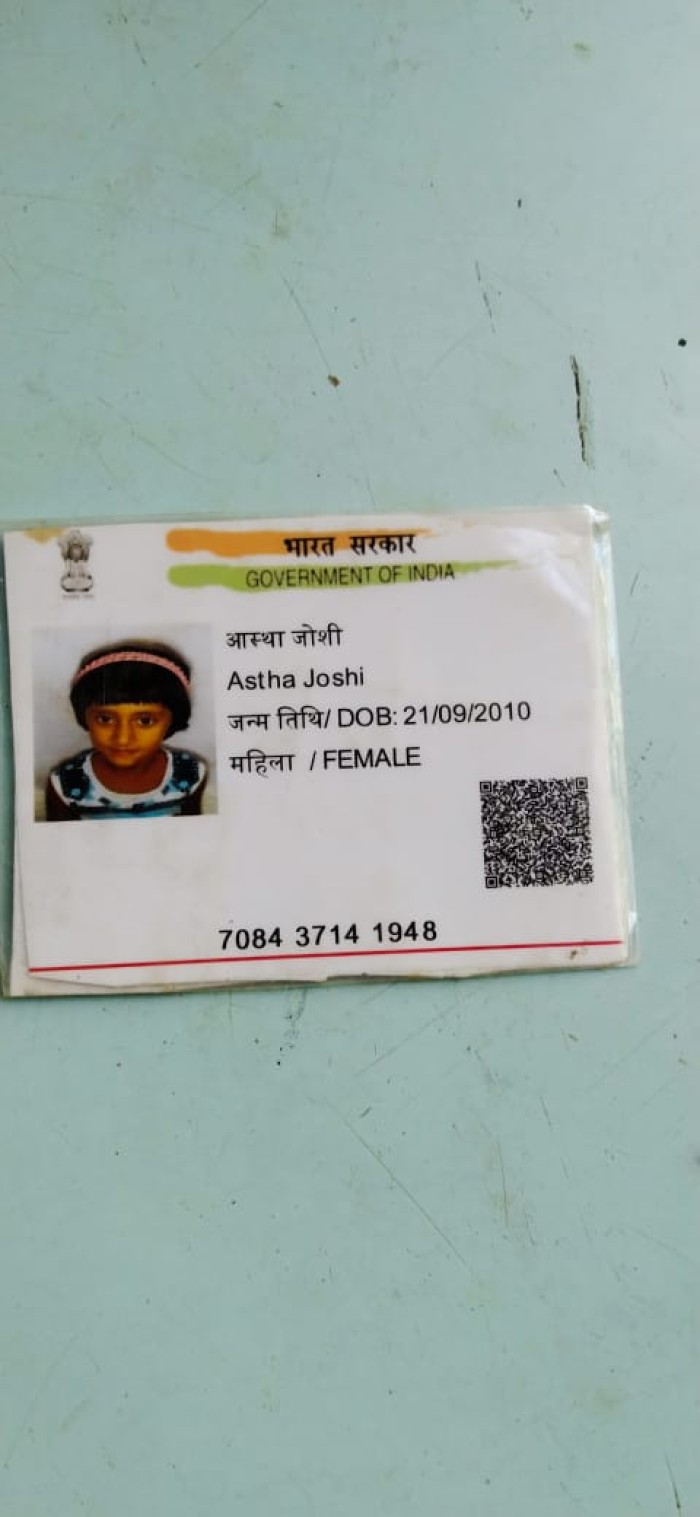 भारत सरकार
GOVERNMENT OF INDIA
आस्था जोशी
Astha Joshi
जन्म तिथि/ DOB: 21/09/2010
महिला / FEMALE
7084 3714 1948